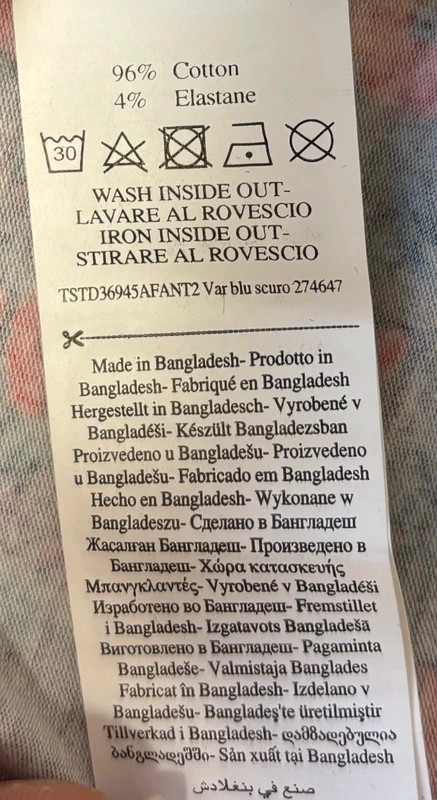 96% Cotton
4% Elastane
30
WASH INSIDE OUT-
LAVARE AL ROVESCIO
IRON INSIDE OUT-
STIRARE AL ROVESCIO
TSTD36945AFANT2 Var blu scuro 274647
Made in Bangladesh- Prodotto in
Bangladesh- Fabriqué en Bangladesh
Hergestellt in Bangladesch- Vyrobené v
Bangladéši- Készült Bangladezsban
Proizvedeno u Bangladešu- Proizvedeno
u Bangladešu- Fabricado em Bangladesh
Hecho en Bangladesh- Wykonane w
Bangladeszu- Сделано в Бангладеш
Жасалған Бангладеш- Произведено в
Бангладеш- Χώρα κατασκευής
Μπανγκλαντές- Vyrobené v Bangladéši
Изработено во Бангладеш- Fremstillet
i Bangladesh- Izgatavots Bangladešā
Виготовлено в Бангладеш- Pagaminta
Bangladeše- Valmistaja Banglades
Fabricat în Bangladesh- Izdelano v
Bangladešu- Bangladeş'te üretilmiştir
Tillverkad i Bangladesh- დამზადებულია
ბანგლადეშში- Sản xuất tại Bangladesh
صنع في بنغلادش